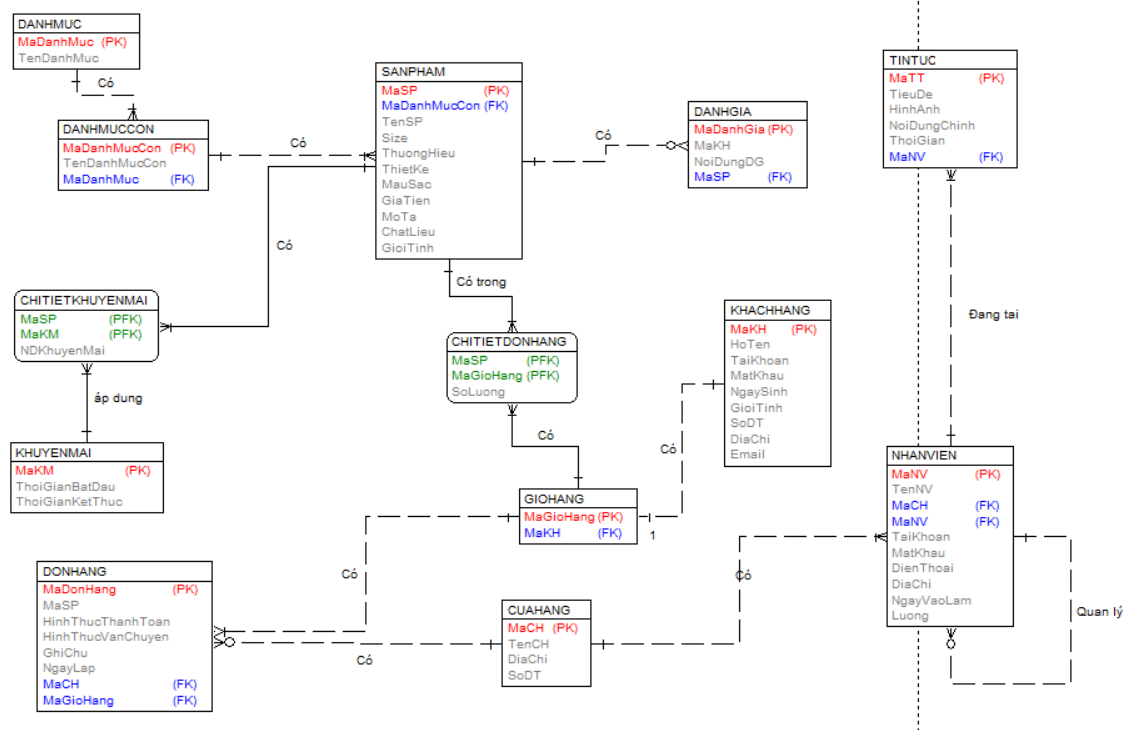 DANHMUC
MaDanhMuc (PK)
TenDanhMuc
Có
DANHMUCCON
MaDanhMucCon (PK)
TenDanhMucCon
MaDanhMuc (FK)
Có
SANPHAM
MaSP (PK)
MaDanhMucCon (FK)
TenSP
Size
ThuongHieu
ThietKe
MauSac
GiaTien
MoTa
ChatLieu
GioiTinh
Có
DANHGIA
MaDanhGia (PK)
MaKH
NoiDungDG
MaSP (FK)
TINTUC
MaTT (PK)
TieuDe
HinhAnh
NoiDungChinh
ThoiGian
MaNV (FK)
Có
Có trong
CHITIETKHUYENMAI
MaSP (PFK)
MaKM (PFK)
NDKhuyenMai
áp dung
KHUYENMAI
MaKM (PK)
ThoiGianBatDau
ThoiGianKetThuc
CHITIETDONHANG
MaSP (PFK)
MaGioHang (PFK)
SoLuong
Có
KHACHHANG
MaKH (PK)
HoTen
TaiKhoan
MatKhau
NgaySinh
GioiTinh
SoDT
DiaChi
Email
Đang tai
Có
GIOHANG
MaGioHang (PK)
MaKH (FK)
1
NHANVIEN
MaNV (PK)
TenNV
MaCH (FK)
MaNV (FK)
TaiKhoan
MatKhau
DienThoai
DiaChi
NgayVaoLam
Luong
Quan lý
DONHANG
MaDonHang (PK)
MaSP
HinhThucThanhToan
HinhThucVanChuyen
GhiChu
NgayLap
MaCH (FK)
MaGioHang (FK)
Có
Có
CUAHANG
MaCH (PK)
TenCH
DiaChi
SoDT
Có